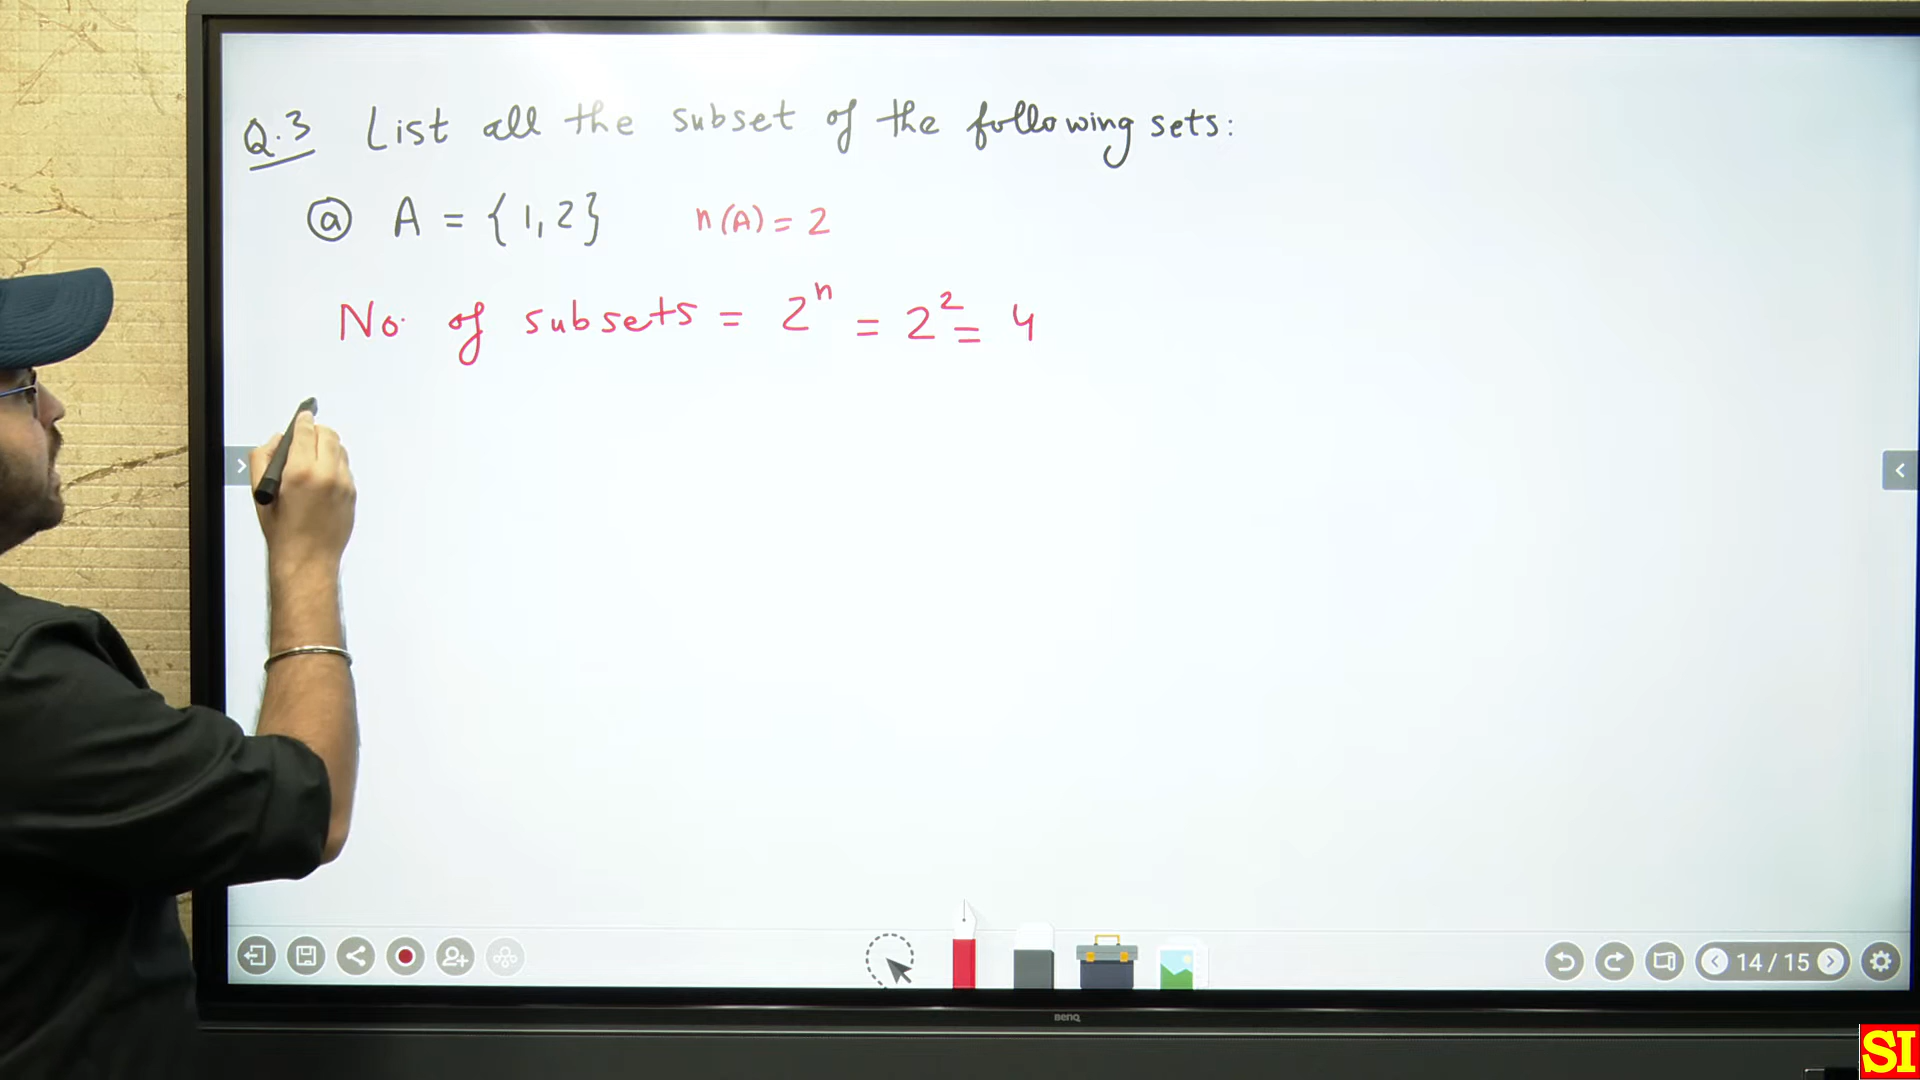 Q.3 List all the subset of the following sets:
ⓐ A = {1,2} n(A) = 2
No. of subsets = 2ⁿ = 2² = 4
14 / 15
BenQ
SI